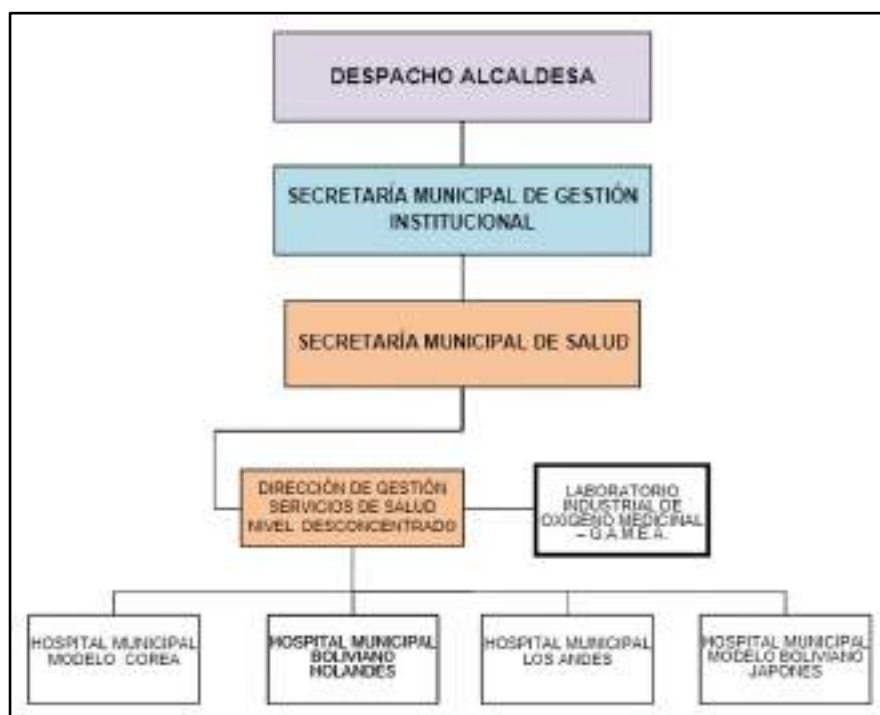 DESPACHO ALCALDESA
SECRETARÍA MUNICIPAL DE GESTIÓN
INSTITUCIONAL
SECRETARÍA MUNICIPAL DE SALUD
DIRECCIÓN DE GESTIÓN
SERVICIOS DE SALUD
NIVEL DESCONCENTRADO
LABORATORIO
INDUSTRIAL DE
OXIGENO MEDICINAL
– G.A.M.E.A.
HOSPITAL MUNICIPAL
MODELO COREA
HOSPITAL MUNICIPAL
BOLIVIANO
HOLANDES
HOSPITAL MUNICIPAL
LOS ANDES
HOSPITAL MUNICIPAL
MODELO BOLIVIANO
JAPONES